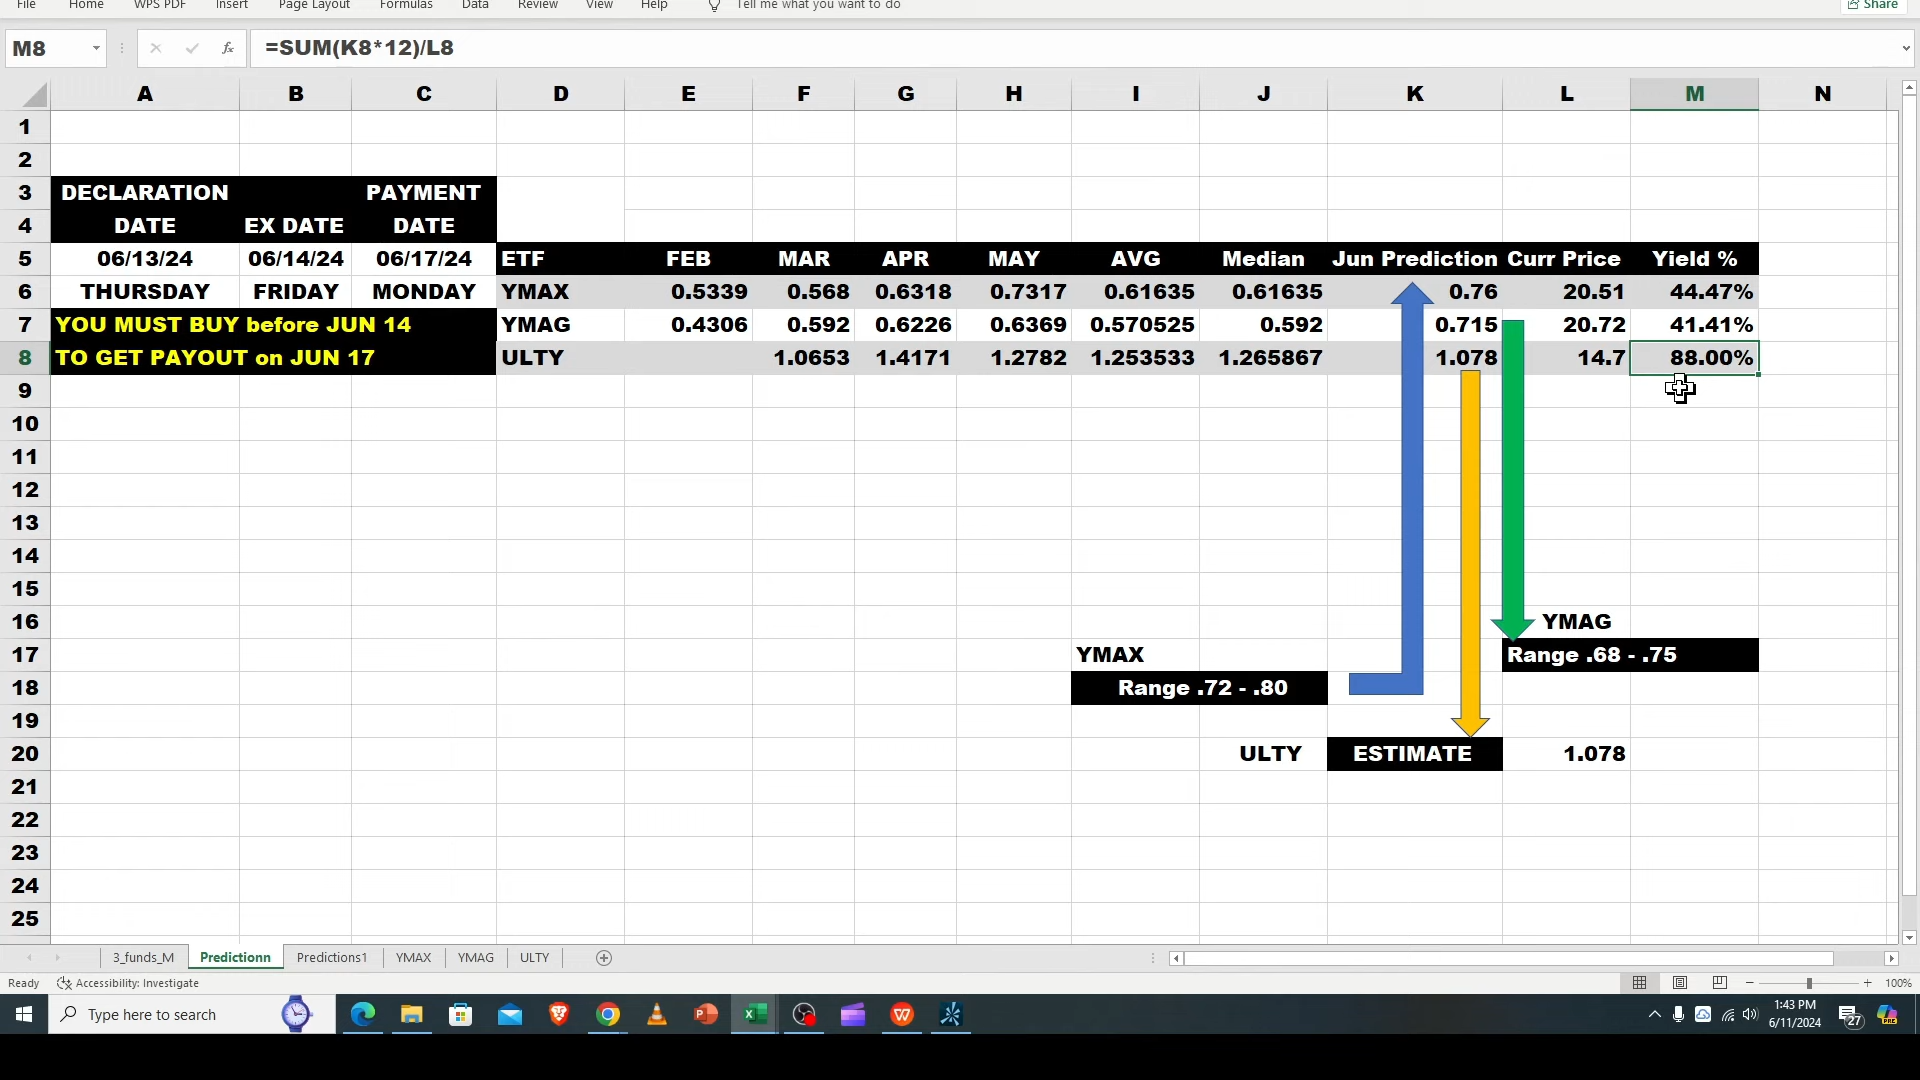 File Home Insert Page Layout Formulas Data Review View Help Tell me what you want to do Share
M8 fx =SUM(K8*12)/L8
A B C D E F G H I J K L M N
1
2
3 DECLARATION PAYMENT
4 DATE EX DATE DATE
5 06/13/24 06/14/24 06/17/24 ETF FEB MAR APR MAY AVG Median Jun Prediction Curr Price Yield %
6 THURSDAY FRIDAY MONDAY YMAX 0.5339 0.568 0.6318 0.7317 0.61635 0.61635 0.76 20.51 44.47%
7 YOU MUST BUY before JUN 14 YMAG 0.4306 0.592 0.6226 0.6369 0.570525 0.592 0.715 20.72 41.41%
8 TO GET PAYOUT on JUN 17 ULTY 1.0653 1.4171 1.2782 1.253533 1.265867 1.078 14.7 88.00%
9
10
11
12
13
14
15
16 YMAG
17 YMAX Range .68 - .75
18 Range .72 - .80
19
20 ULTY ESTIMATE 1.078
21
22
23
24
25
3_funds_M Predictionn Predictions1 YMAX YMAG ULTY
Ready Accessibility: Investigate 100%
Type here to search 1:43 PM
6/11/2024 27